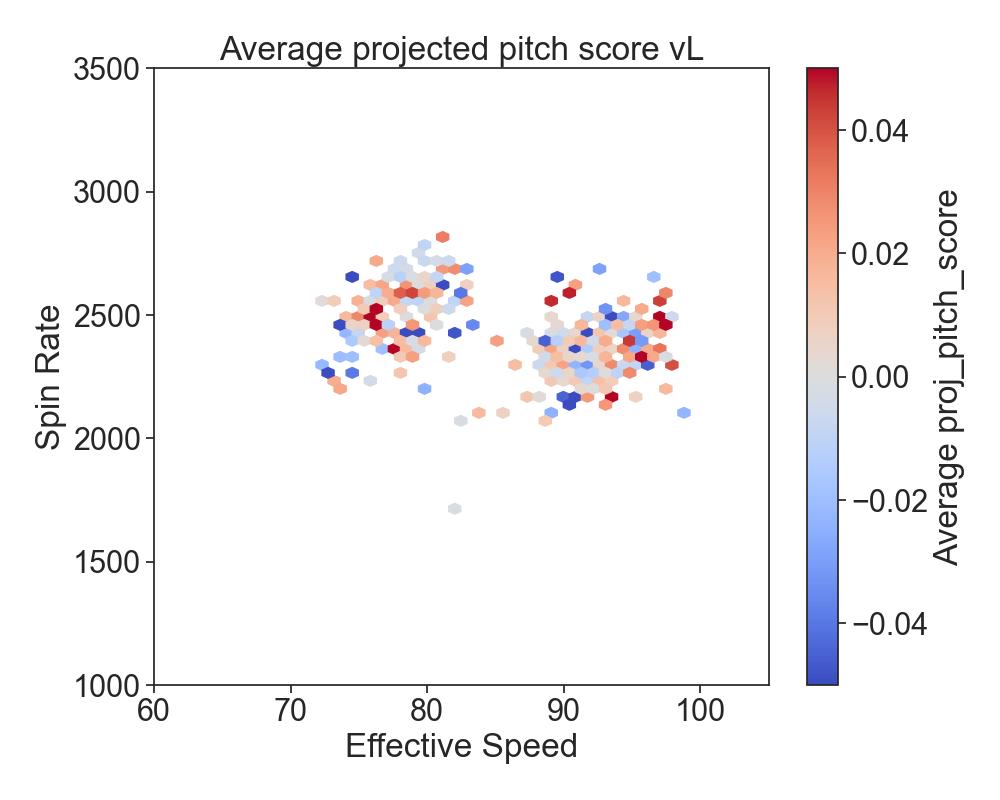 Average projected pitch score vL
3500
3000
2500
2000
1500
1000
Spin Rate
60 70 80 90 100
Effective Speed
0.04
0.02
0.00
−0.02
−0.04
Average proj_pitch_score